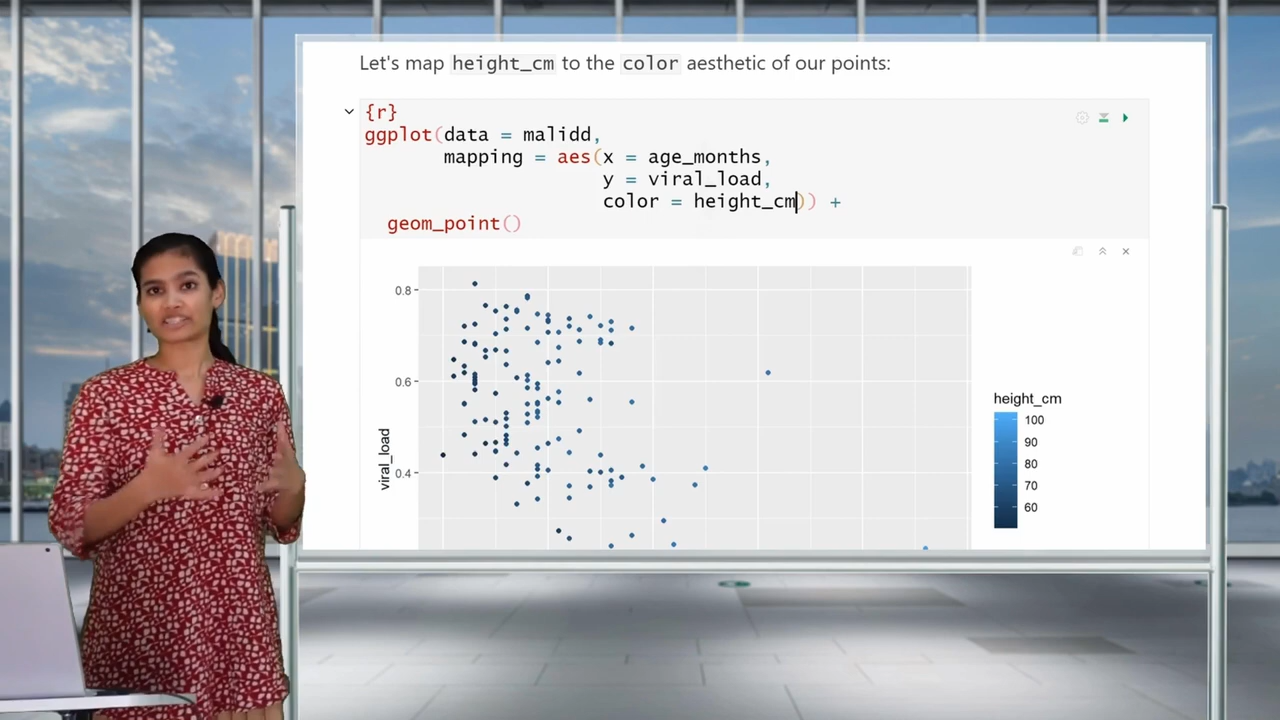 Let's map height_cm to the color aesthetic of our points:
{r}
ggplot(data = malidd,
mapping = aes(x = age_months,
y = viral_load,
color = height_cm)) +
geom_point()
0.8
0.6
0.4
viral_load
height_cm
100
90
80
70
60